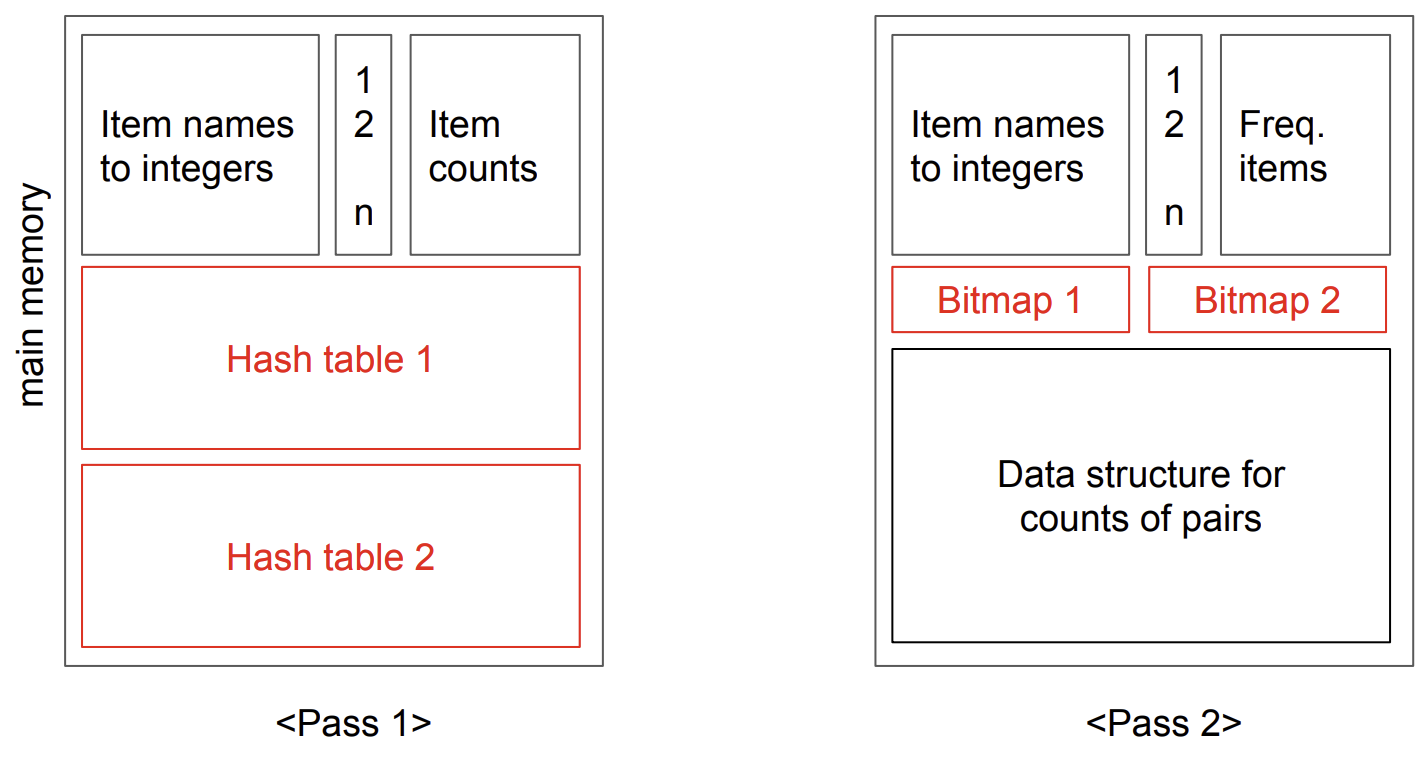 main memory
Item names
to integers
1
2
n
Item
counts
Hash table 1
Hash table 2
<Pass 1>
Item names
to integers
1
2
n
Freq.
items
Bitmap 1
Bitmap 2
Data structure for
counts of pairs
<Pass 2>